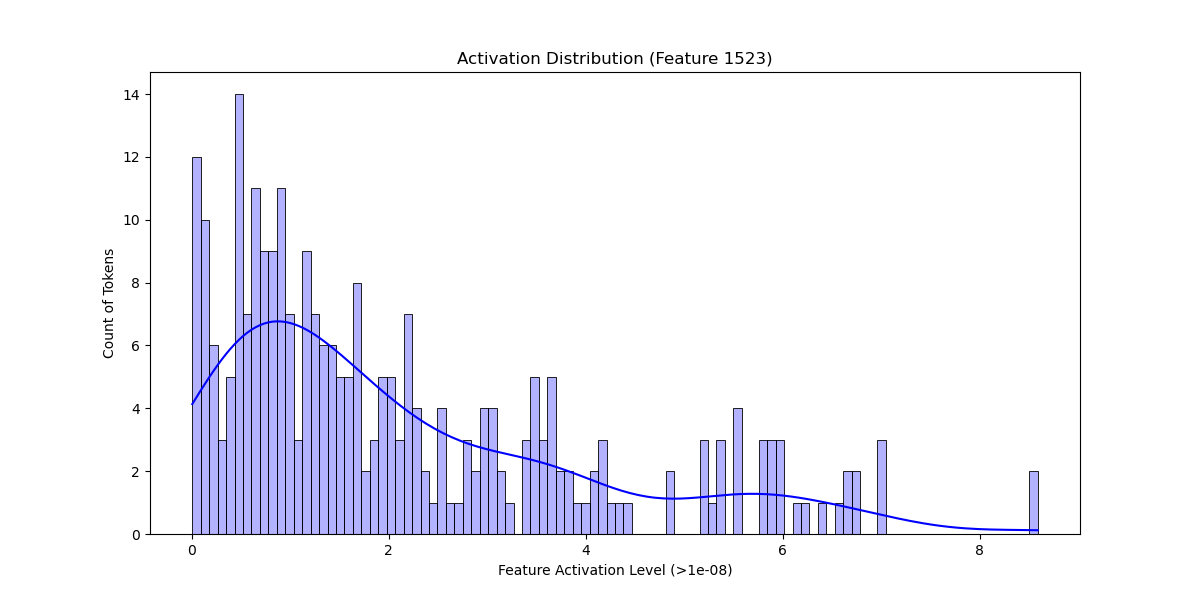 Activation Distribution (Feature 1523)
14
12
10
8
6
4
2
0
Count of Tokens
0 2 4 6 8
Feature Activation Level (>1e-08)